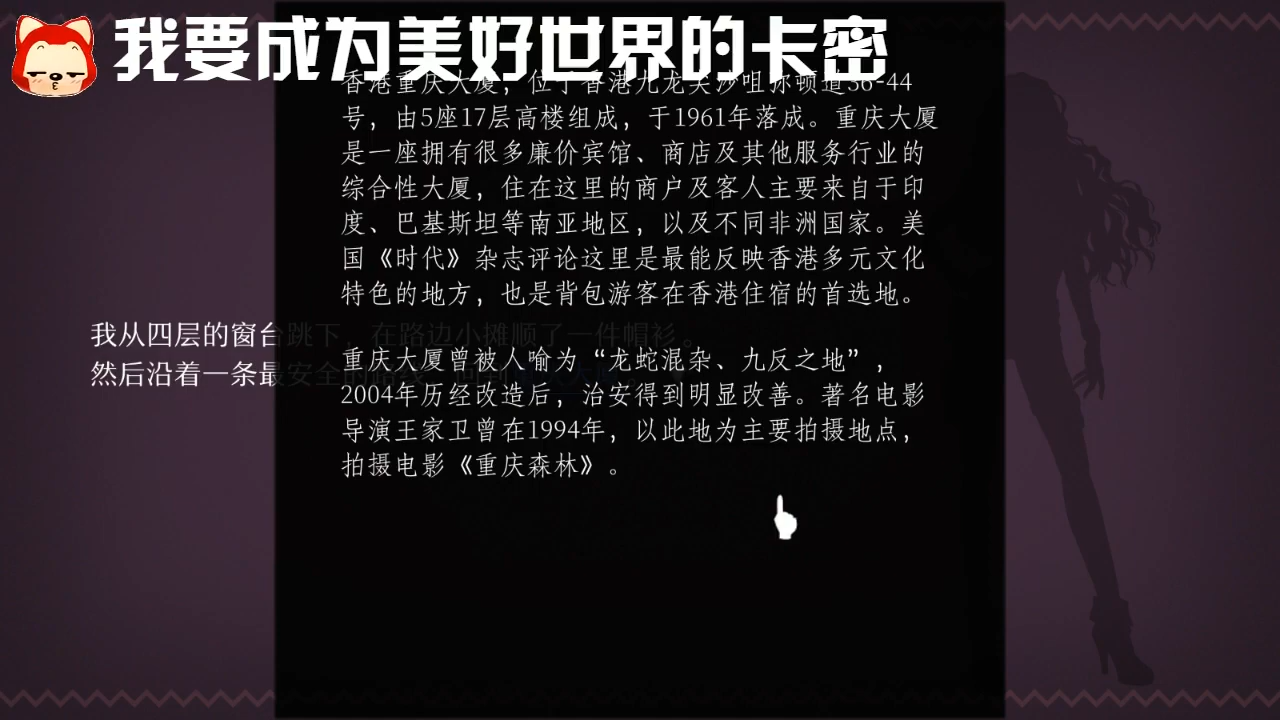 我要成为美好世界的卡密
香港重庆大厦，位于香港九龙尖沙咀弥顿道36-44
号，由5座17层高楼组成，于1961年落成。重庆大厦
是一座拥有很多廉价宾馆、商店及其他服务行业的
综合性大厦，住在这里的商户及客人主要来自于印
度、巴基斯坦等南亚地区，以及不同非洲国家。美
国《时代》杂志评论这里是最能反映香港多元文化
特色的地方，也是背包游客在香港住宿的首选地。
我从四层的窗台跳下，在路边小摊顺了一件帽衫。
然后沿着一条最安全的
重庆大厦曾被人喻为“龙蛇混杂、九反之地”，
2004年历经改造后，治安得到明显改善。著名电影
导演王家卫曾在1994年，以此地为主要拍摄地点，
拍摄电影《重庆森林》。